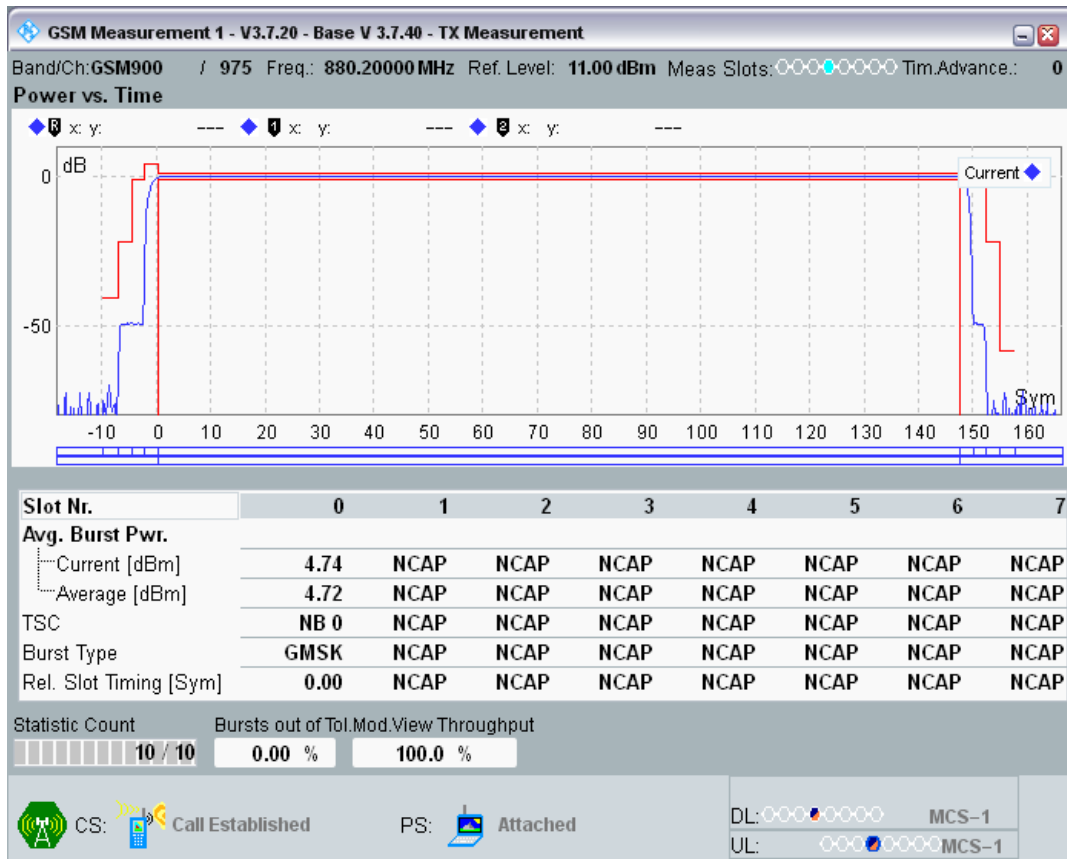 GSM Measurement 1 - V3.7.20 - Base V 3.7.40 - TX Measurement
Band/Ch:GSM900 / 975 Freq.: 880.20000 MHz Ref. Level: 11.00 dBm Meas Slots: Tim.Advance.: 0
Power vs. Time
R x: y: --- 1 x: y: --- 2 x: y: ---
dB
0
Current
-50
Sym
-10 0 10 20 30 40 50 60 70 80 90 100 110 120 130 140 150 160
Slot Nr. 0 1 2 3 4 5 6 7
Avg. Burst Pwr.
Current [dBm] 4.74 NCAP NCAP NCAP NCAP NCAP NCAP NCAP
Average [dBm] 4.72 NCAP NCAP NCAP NCAP NCAP NCAP NCAP
TSC NB 0 NCAP NCAP NCAP NCAP NCAP NCAP NCAP
Burst Type GMSK NCAP NCAP NCAP NCAP NCAP NCAP NCAP
Rel. Slot Timing [Sym] 0.00 NCAP NCAP NCAP NCAP NCAP NCAP NCAP
Statistic Count Bursts out of Tol.Mod.View Throughput
10 / 10 0.00 % 100.0 %
CS: Call Established PS: Attached
DL: MCS-1
UL: MCS-1